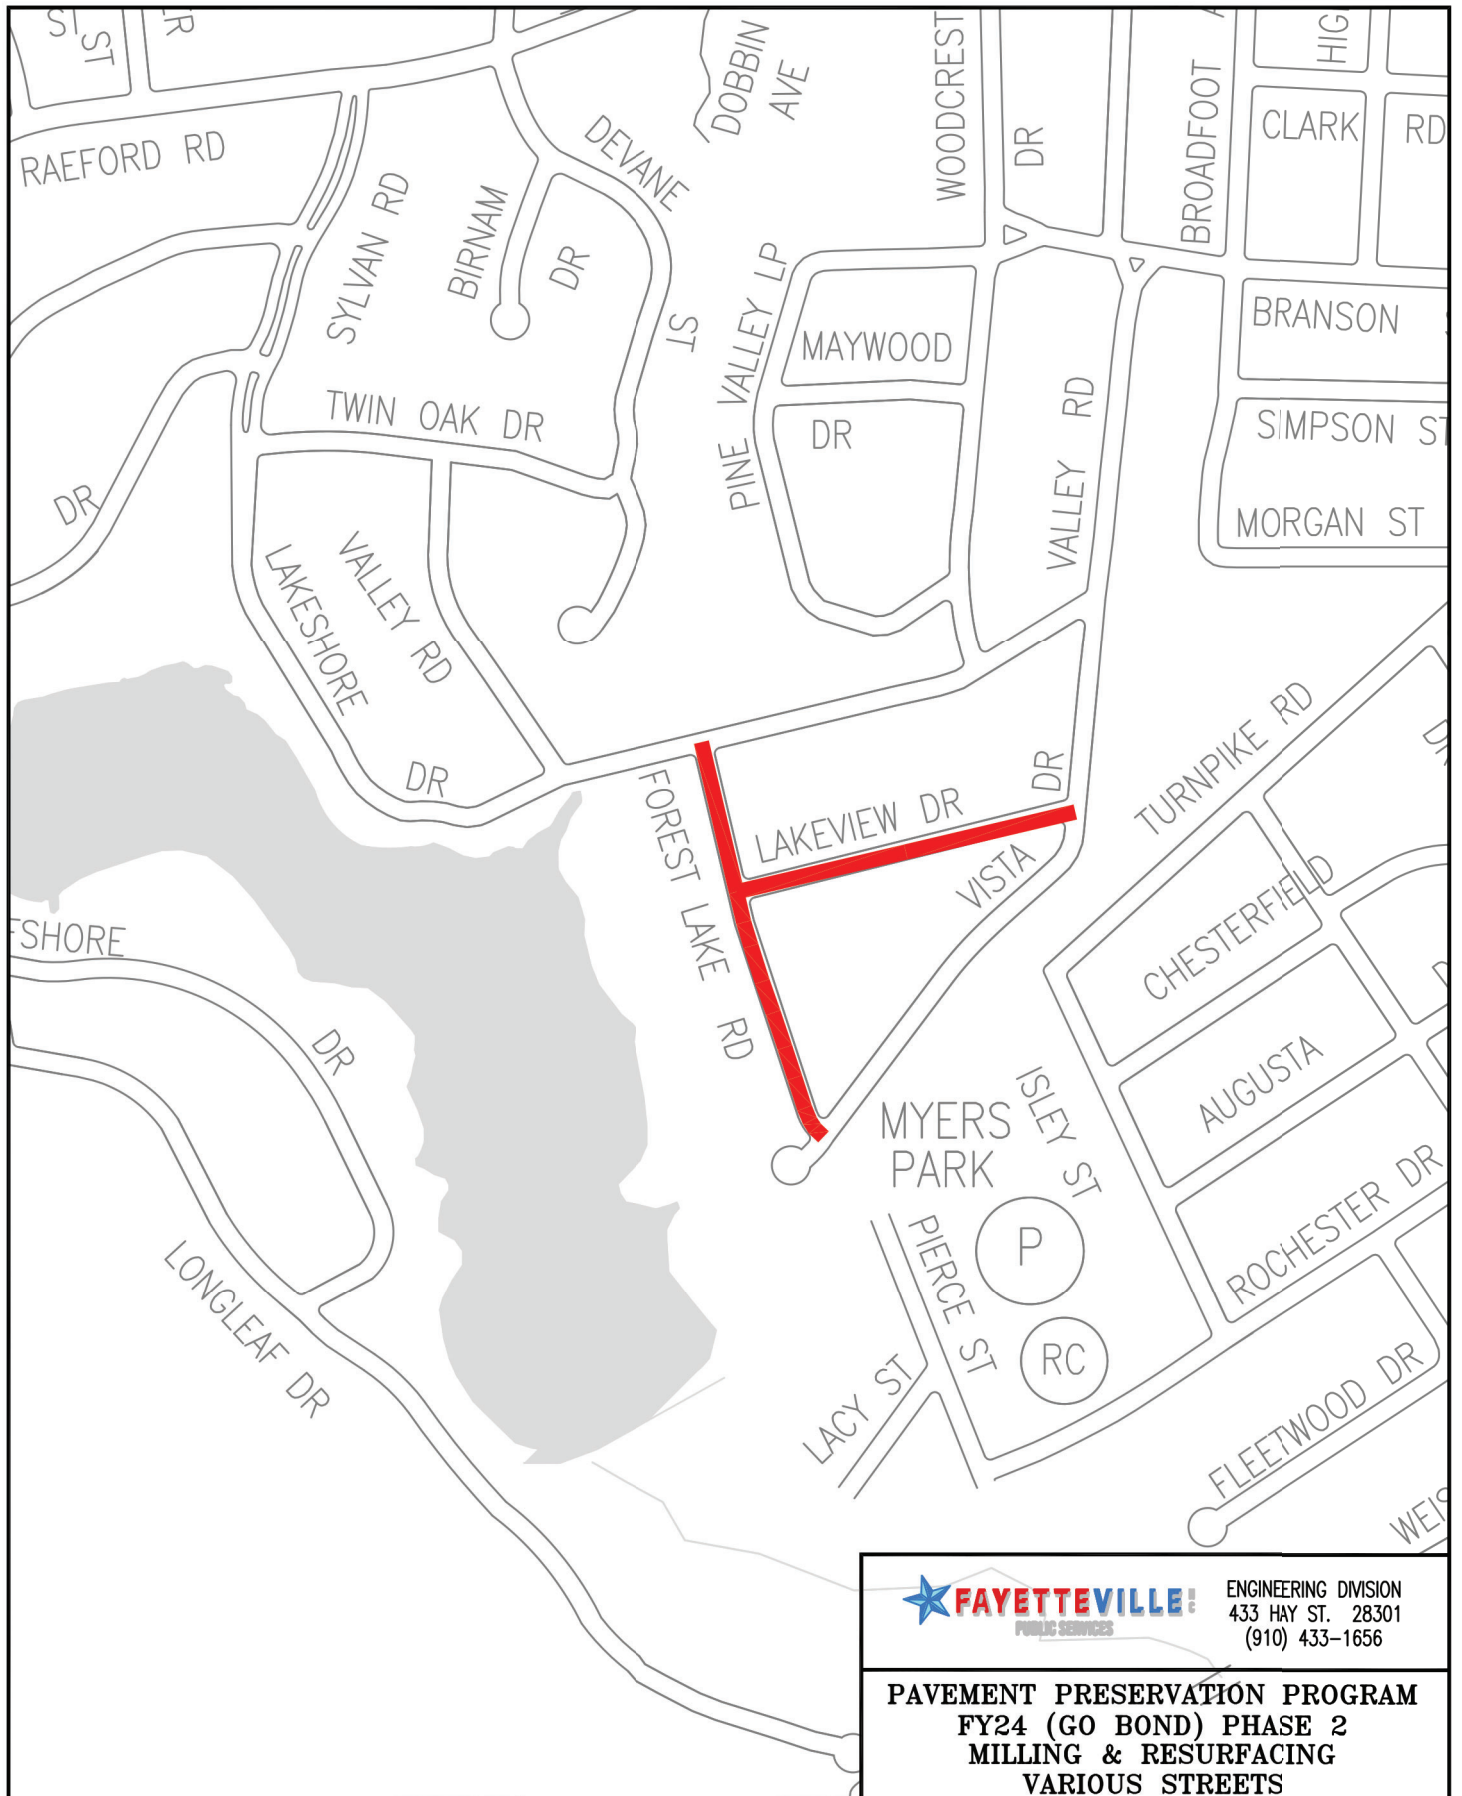 ST
ST
DOBBIN
AVE
WOODCREST
DR
BROADFOOT
CLARK RD
RAEFORD RD
DEVANE
ST
SYLVAN RD
BIRNAM
DR
PINE VALLEY LP
MAYWOOD
DR
BRANSON
TWIN OAK DR
VALLEY RD
SIMPSON ST
MORGAN ST
DR
LAKESHORE
DR
VALLEY RD
TURNPIKE RD
FOREST LAKE RD
LAKEVIEW DR
VISTA
DR
CHESTERFIELD
FSHORE
DR
AUGUSTA
MYERS
PARK
ISLEY ST
P
RC
PIERCE ST
ROCHESTER DR
LONGLEAF DR
LACY ST
FLEETWOOD DR
WEIS
FAYETTEVILLE NC
PUBLIC SERVICES
ENGINEERING DIVISION
433 HAY ST. 28301
(910) 433-1656
PAVEMENT PRESERVATION PROGRAM
FY24 (GO BOND) PHASE 2
MILLING & RESURFACING
VARIOUS STREETS